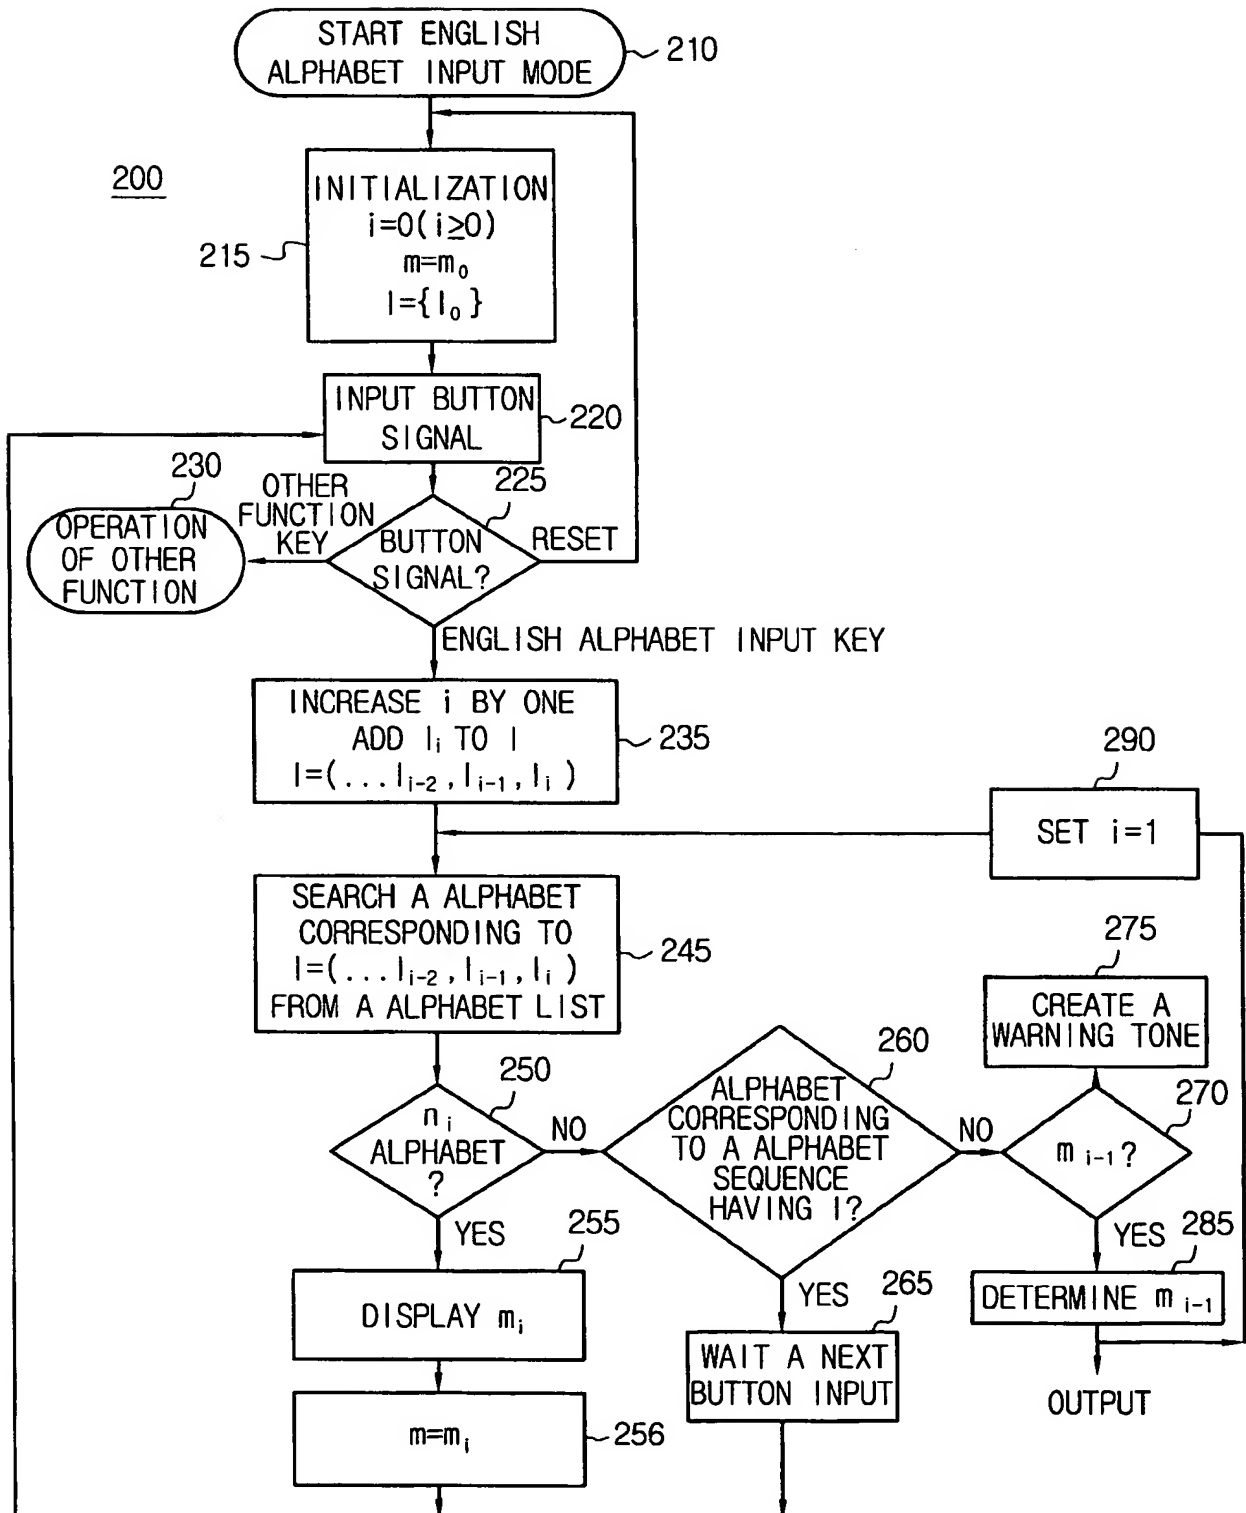 START ENGLISH
ALPHABET INPUT MODE
210
200
INITIALIZATION
i=0(i≥0)
m=m₀
I={I₀}
215
INPUT BUTTON
SIGNAL
220
230
OPERATION
OF OTHER
FUNCTION
OTHER
FUNCTION
KEY
225
BUTTON
SIGNAL?
RESET
ENGLISH ALPHABET INPUT KEY
INCREASE i BY ONE
ADD Iᵢ TO I
I=(...Iᵢ₋₂,Iᵢ₋₁,Iᵢ)
235
290
SET i=1
SEARCH A ALPHABET
CORRESPONDING TO
I=(...Iᵢ₋₂,Iᵢ₋₁,Iᵢ)
FROM A ALPHABET LIST
245
275
CREATE A
WARNING TONE
250
nᵢ
ALPHABET
?
NO
YES
260
ALPHABET
CORRESPONDING
TO A ALPHABET
SEQUENCE
HAVING I?
NO
YES
270
mᵢ₋₁?
YES
285
DETERMINE mᵢ₋₁
OUTPUT
255
DISPLAY mᵢ
265
WAIT A NEXT
BUTTON INPUT
m=mᵢ
256